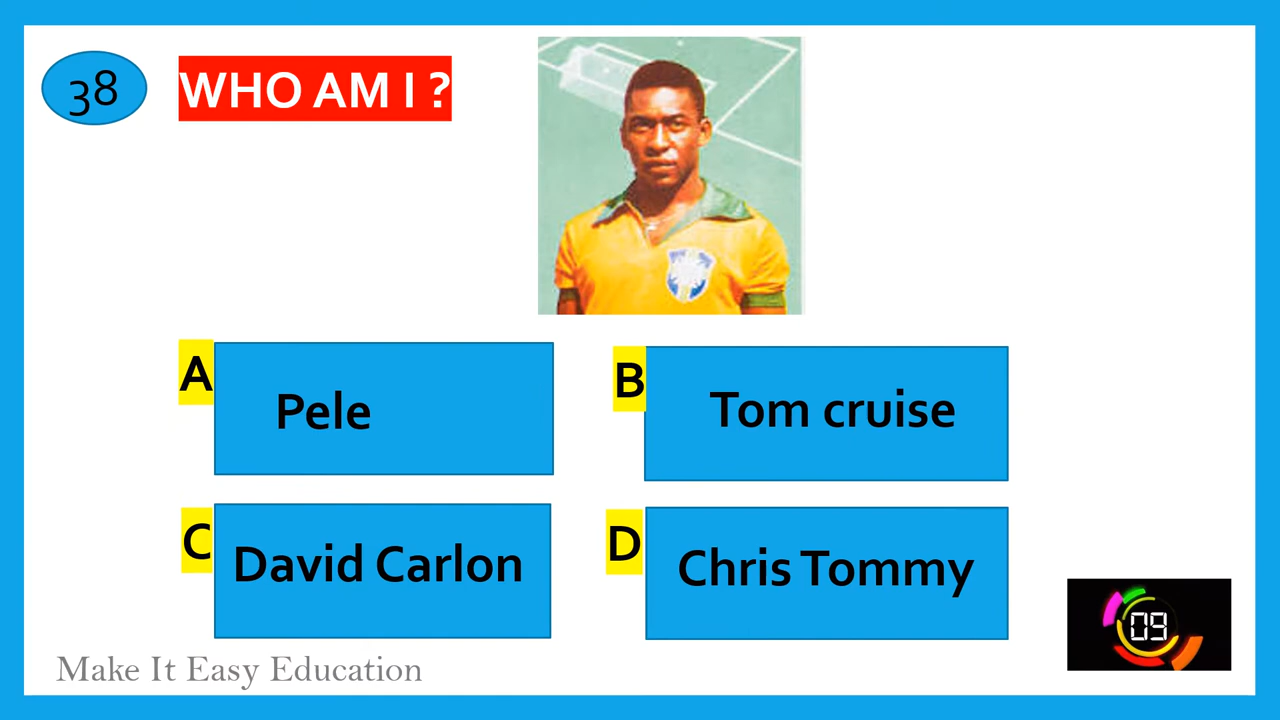 38
WHO AM I ?
A
Pele
B
Tom cruise
C
David Carlon
D
Chris Tommy
09
Make It Easy Education